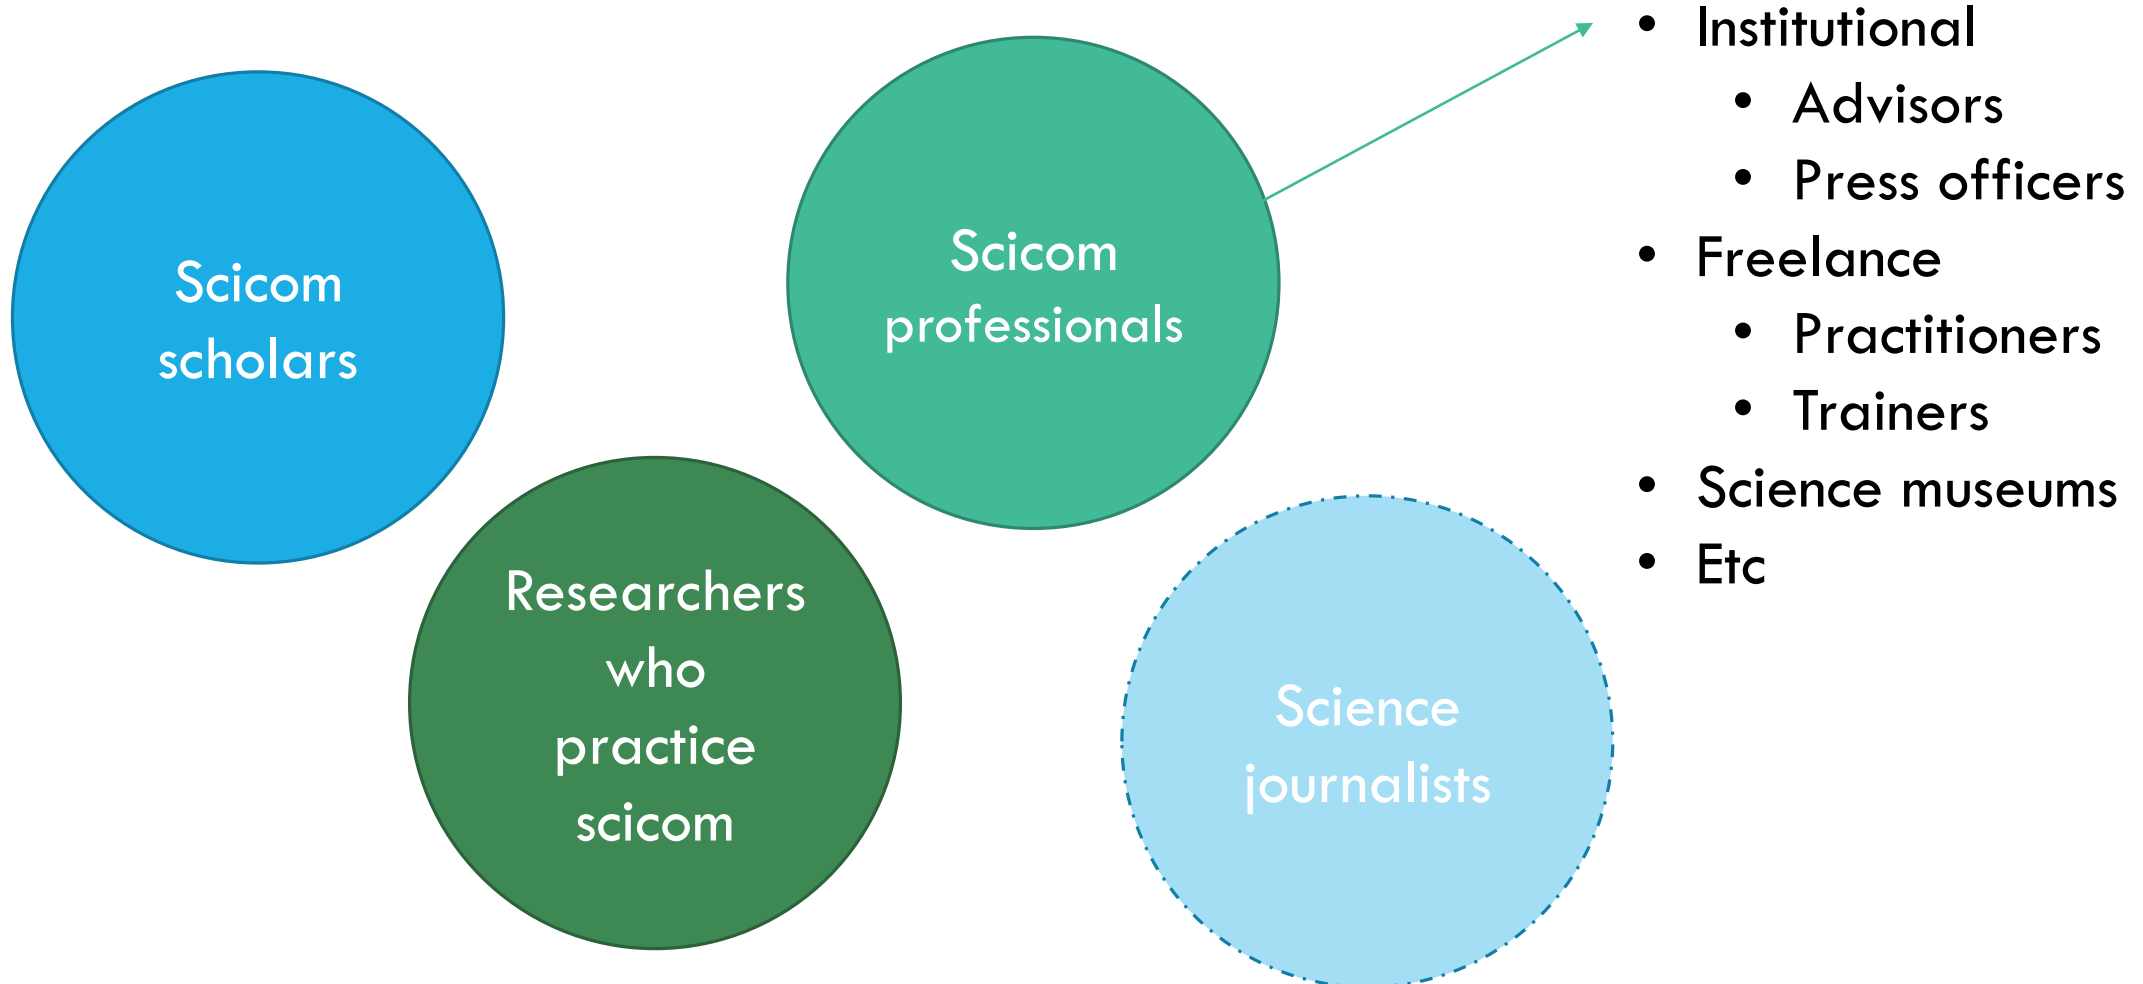 Scicom
scholars
Scicom
professionals
Researchers
who
practice
scicom
Science
journalists
• Institutional
• Advisors
• Press officers
• Freelance
• Practitioners
• Trainers
• Science museums
• Etc